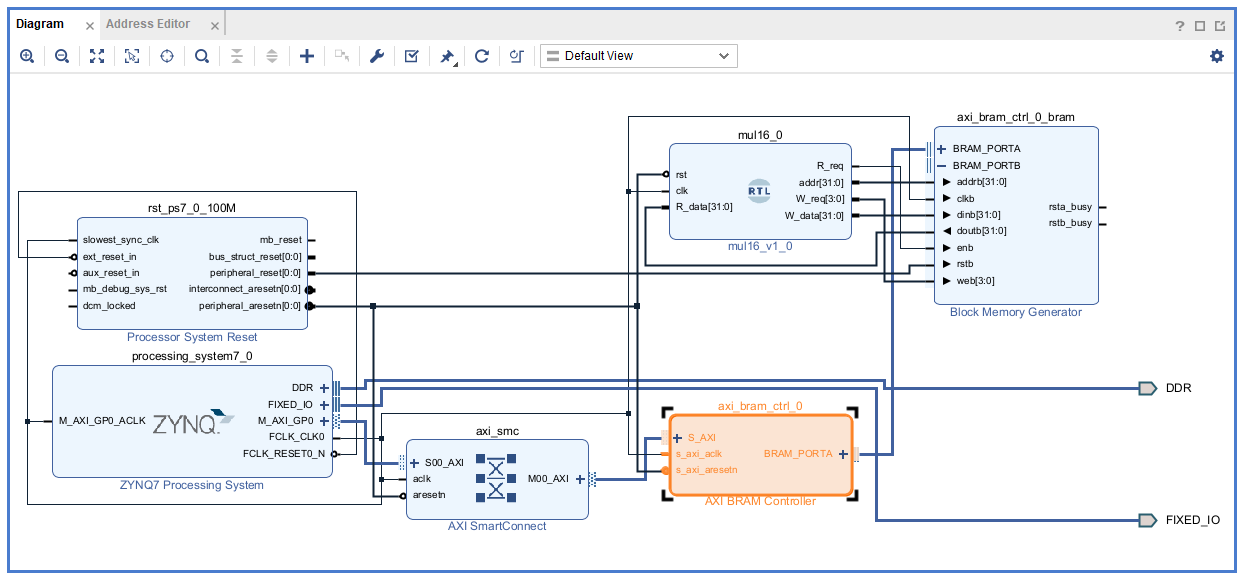 Diagram
Address Editor
Default View
rst_ps7_0_100M
slowest_sync_clk
ext_reset_in
aux_reset_in
mb_debug_sys_rst
dcm_locked
mb_reset
bus_struct_reset[0:0]
peripheral_reset[0:0]
interconnect_aresetn[0:0]
peripheral_aresetn[0:0]
Processor System Reset
processing_system7_0
M_AXI_GP0_ACLK
ZYNQ
DDR
FIXED_IO
M_AXI_GP0
FCLK_CLK0
FCLK_RESET0_N
ZYNQ7 Processing System
axi_smc
S00_AXI
aclk
aresetn
M00_AXI
AXI SmartConnect
mul16_0
rst
clk
R_data[31:0]
RTL
R_req
addr[31:0]
W_req[3:0]
W_data[31:0]
mul16_v1_0
axi_bram_ctrl_0
S_AXI
s_axi_aclk
s_axi_aresetn
BRAM_PORTA
AXI BRAM Controller
axi_bram_ctrl_0_bram
BRAM_PORTA
BRAM_PORTB
addrb[31:0]
clkb
dinb[31:0]
doutb[31:0]
enb
rstb
web[3:0]
rsta_busy
rstb_busy
Block Memory Generator
DDR
FIXED_IO